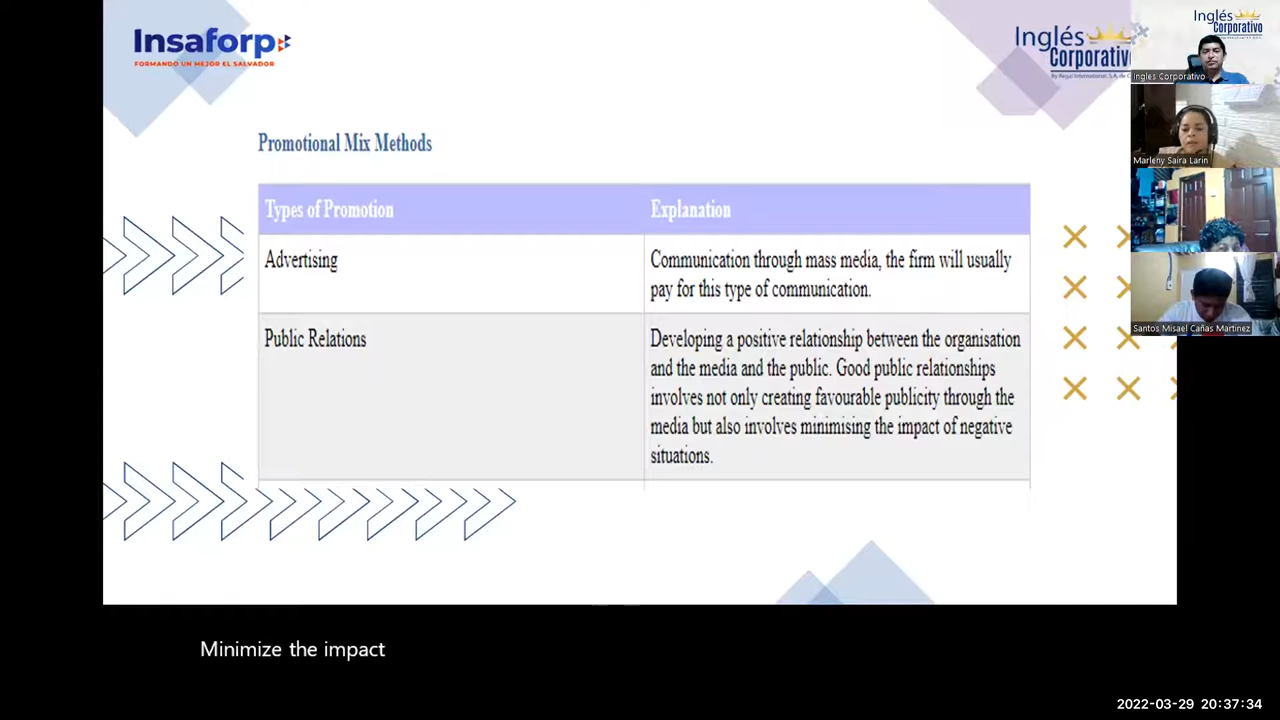 Insaforp
FORMANDO UN MEJOR EL SALVADOR
Inglés
Corporativo
Inglés
Corporativo
Ingles Corporativo
Marleny Saira Larin
Santos Misael Cañas Martinez
Promotional Mix Methods
Types of Promotion
Explanation
Advertising
Communication through mass media, the firm will usually
pay for this type of communication.
Public Relations
Developing a positive relationship between the organisation
and the media and the public. Good public relationships
involves not only creating favourable publicity through the
media but also involves minimising the impact of negative
situations.
Minimize the impact
2022-03-29 20:37:34